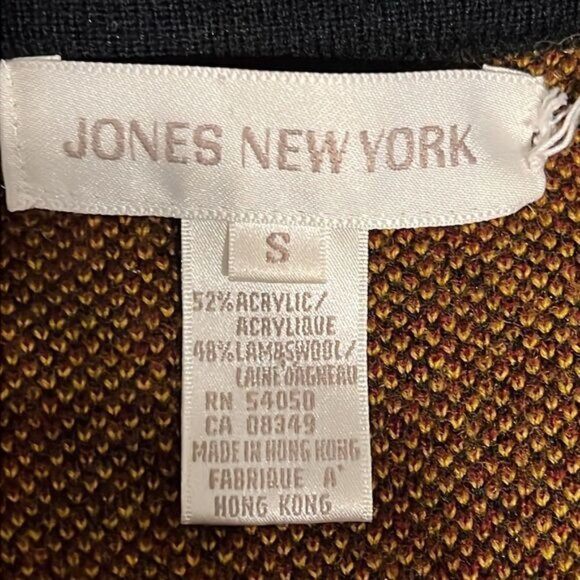 JONES NEW YORK
S
52% ACRYLIC/
ACRYLIQUE
48% LAMBSWOOL/
LAINE D'AGNEAU
RN 54050
CA 08349
MADE IN HONG KONG
FABRIQUE A'
HONG KONG